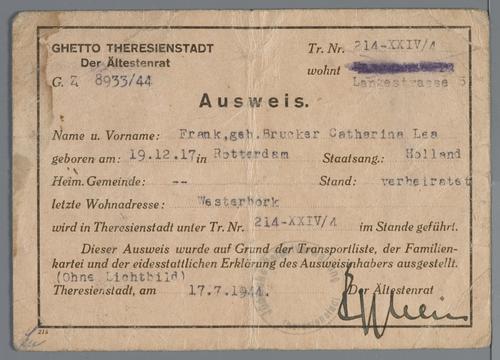 GHETTO THERESIENSTADT
Der Ältestenrat
G. Z 8933/44
Tr. Nr. 214-XXIV/4
wohnt
Langestrasse 5
Ausweis.
Name u. Vorname: Frank, geb. Brucker Catharina Lea
geboren am: 19.12.17 in Rotterdam Staatsang.: Holland
Heim. Gemeinde: -- Stand: verheiratet
letzte Wohnadresse: Westerbork
wird in Theresienstadt unter Tr. Nr. 214-XXIV/4 im Stande geführt.
Dieser Ausweis wurde auf Grund der Transportliste, der Familien-
kartei und der eidesstattlichen Erklärung des Ausweisinhabers ausgestellt.
(Ohne Lichtbild)
Theresienstadt, am 17.7.1944. Der Ältestenrat